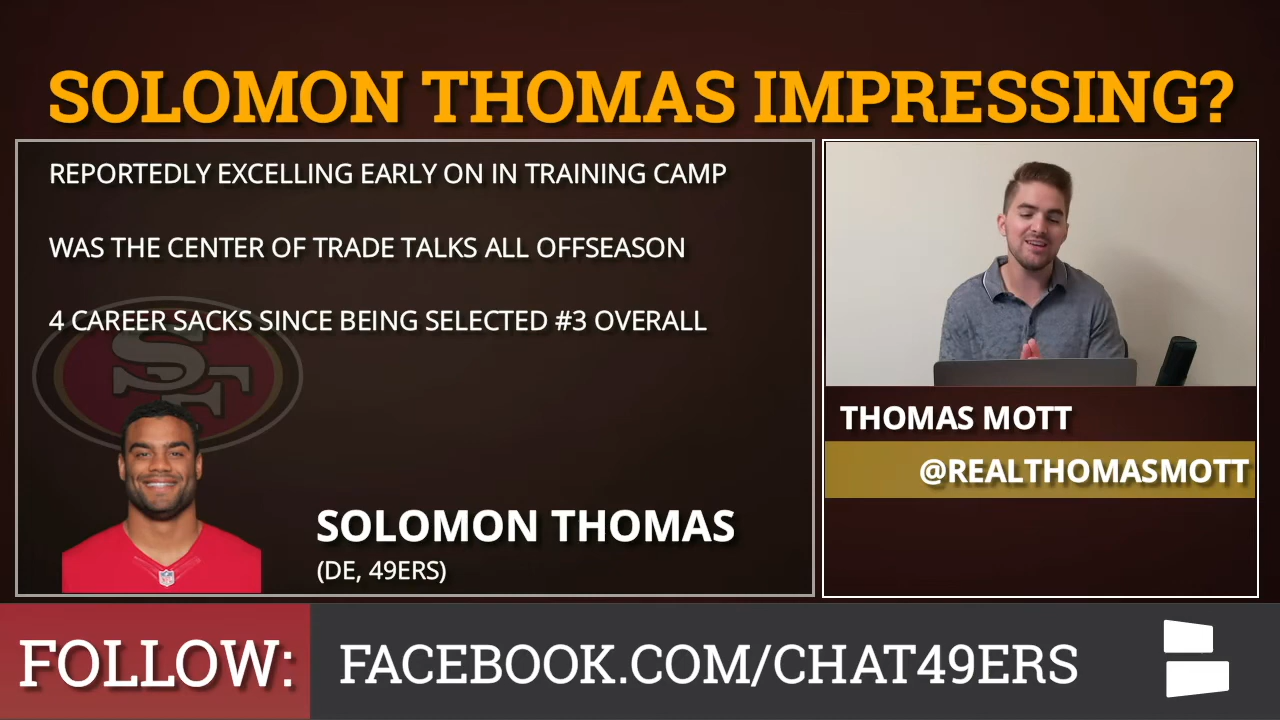 SOLOMON THOMAS IMPRESSING?
REPORTEDLY EXCELLING EARLY ON IN TRAINING CAMP
WAS THE CENTER OF TRADE TALKS ALL OFFSEASON
4 CAREER SACKS SINCE BEING SELECTED #3 OVERALL
SF
SOLOMON THOMAS
(DE, 49ERS)
THOMAS MOTT
@REALTHOMASMOTT
FOLLOW:
FACEBOOK.COM/CHAT49ERS